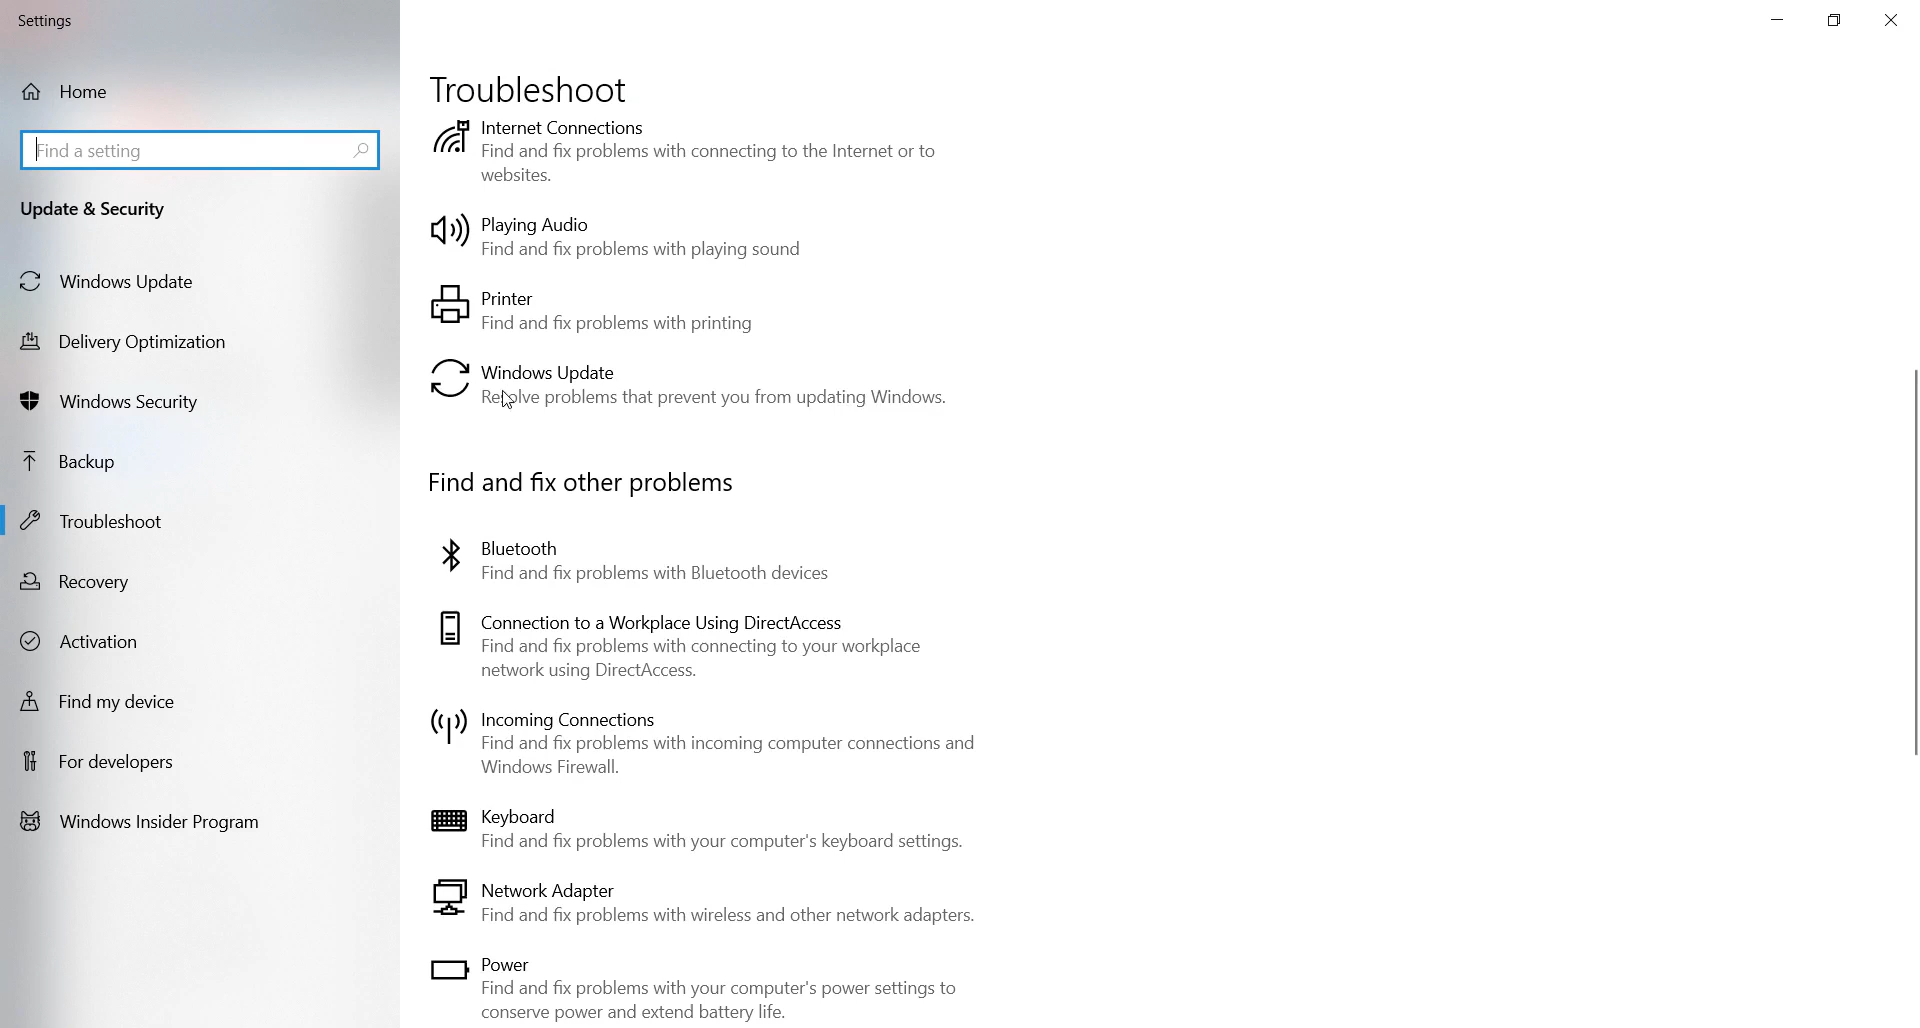 Settings
Home
Find a setting
Update & Security
Windows Update
Delivery Optimization
Windows Security
Backup
Troubleshoot
Recovery
Activation
Find my device
For developers
Windows Insider Program
Troubleshoot
Internet Connections
Find and fix problems with connecting to the Internet or to
websites.
Playing Audio
Find and fix problems with playing sound
Printer
Find and fix problems with printing
Windows Update
Resolve problems that prevent you from updating Windows.
Find and fix other problems
Bluetooth
Find and fix problems with Bluetooth devices
Connection to a Workplace Using DirectAccess
Find and fix problems with connecting to your workplace
network using DirectAccess.
Incoming Connections
Find and fix problems with incoming computer connections and
Windows Firewall.
Keyboard
Find and fix problems with your computer's keyboard settings.
Network Adapter
Find and fix problems with wireless and other network adapters.
Power
Find and fix problems with your computer's power settings to
conserve power and extend battery life.